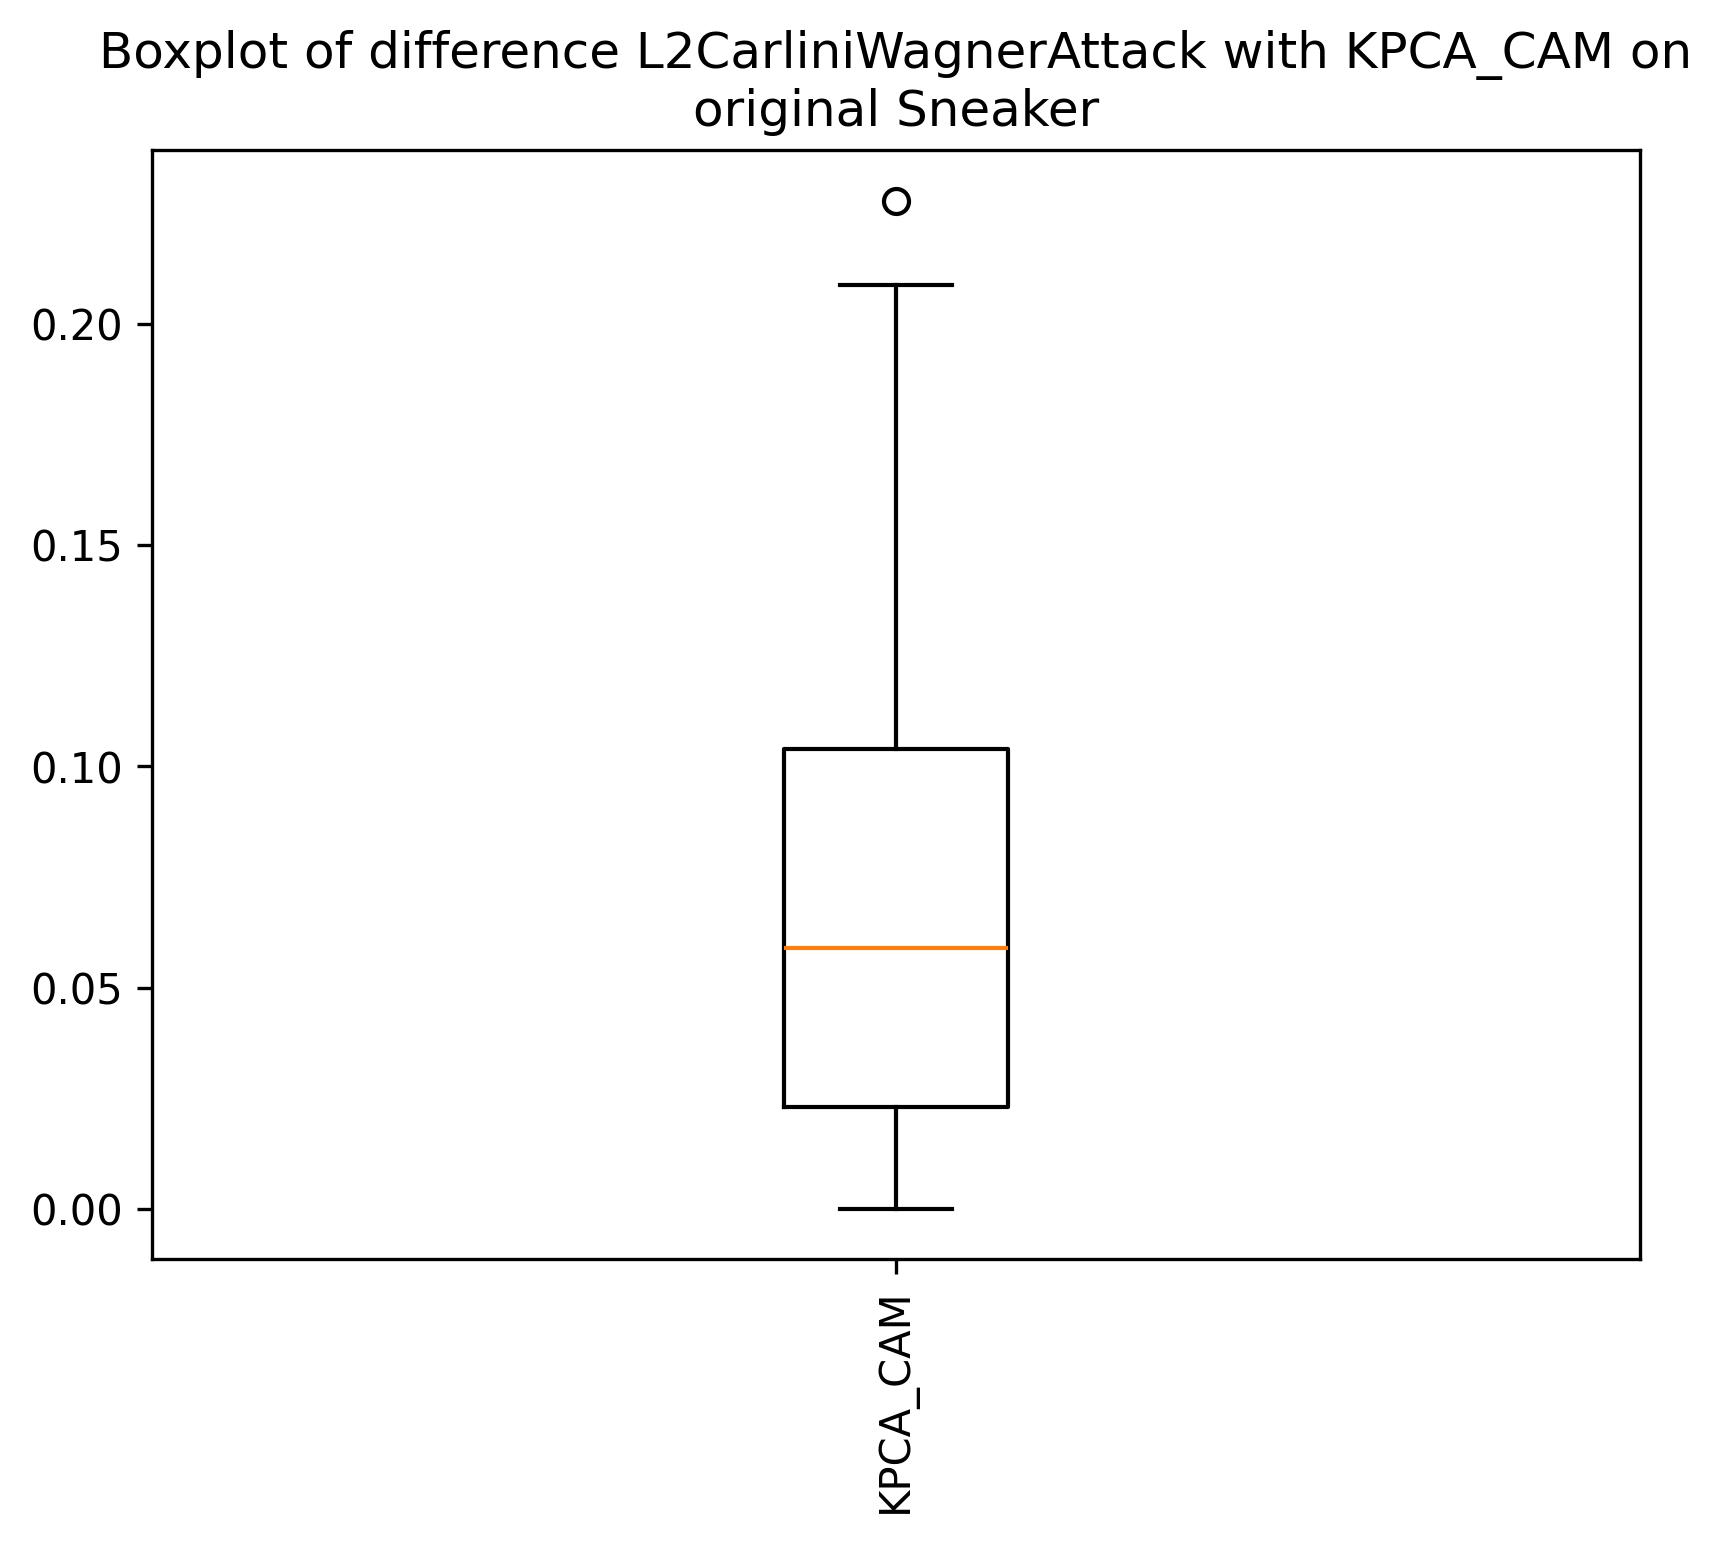 Boxplot of difference L2CarliniWagnerAttack with KPCA_CAM on
original Sneaker
0.20
0.15
0.10
0.05
0.00
KPCA_CAM